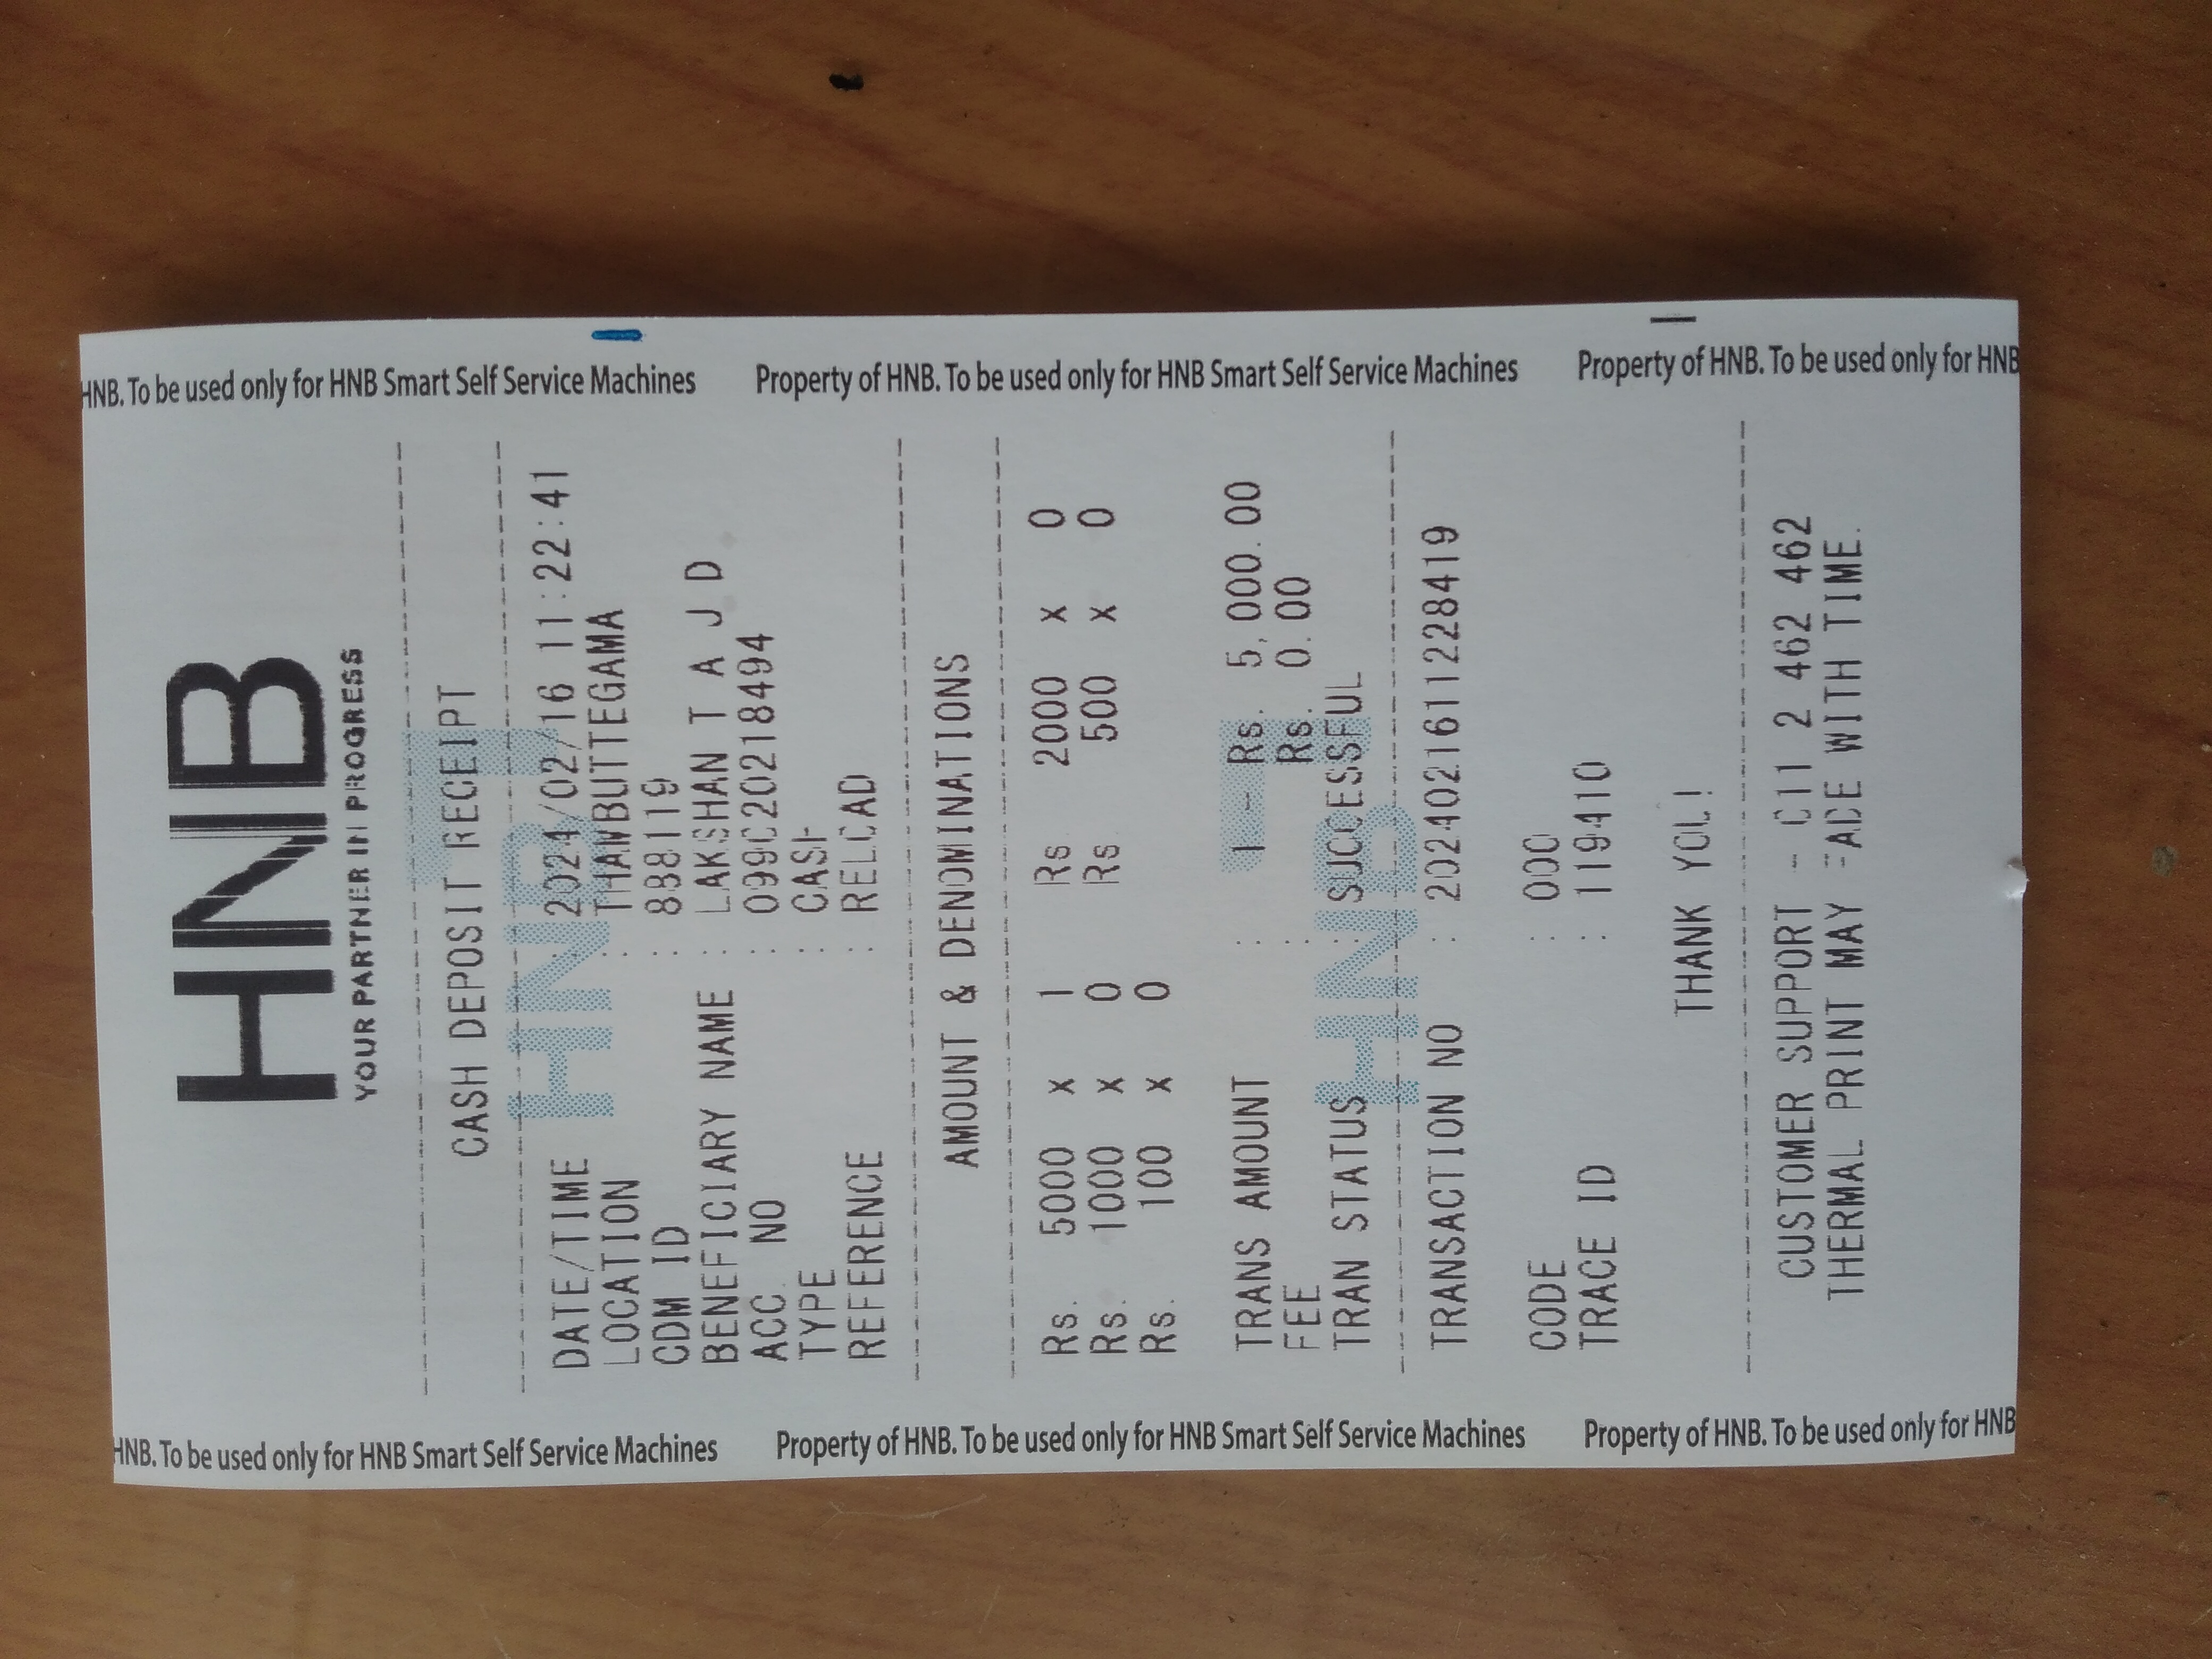 HNB
YOUR PARTNER IN PROGRESS
CASH DEPOSIT RECEIPT
DATE/TIME : 2024/02/16 11:22:41
LOCATION : THAMBUTTEGAMA
CDM ID : 888119
BENEFICIARY NAME : LAKSHAN T A J D
ACC. NO : 099020218494
TYPE : CASH
REFERENCE : RELOAD
AMOUNT & DENOMINATIONS
Rs. 5000 x 1 Rs 2000 x 0
Rs. 1000 x 0 Rs 500 x 0
Rs. 100 x 0
TRANS AMOUNT : 1 - Rs. 5,000.00
FEE : Rs. 0.00
TRAN STATUS : SUCCESSFUL
TRANSACTION NO : 2024021611228419
CODE : 000
TRACE ID : 119410
THANK YOU!
CUSTOMER SUPPORT - 011 2 462 462
THERMAL PRINT MAY FADE WITH TIME.
HNB. To be used only for HNB Smart Self Service Machines Property of HNB. To be used only for HNB Smart Self Service Machines Property of HNB. To be used only for HNB
HNB. To be used only for HNB Smart Self Service Machines Property of HNB. To be used only for HNB Smart Self Service Machines Property of HNB. To be used only for HNB
HNB
HNB